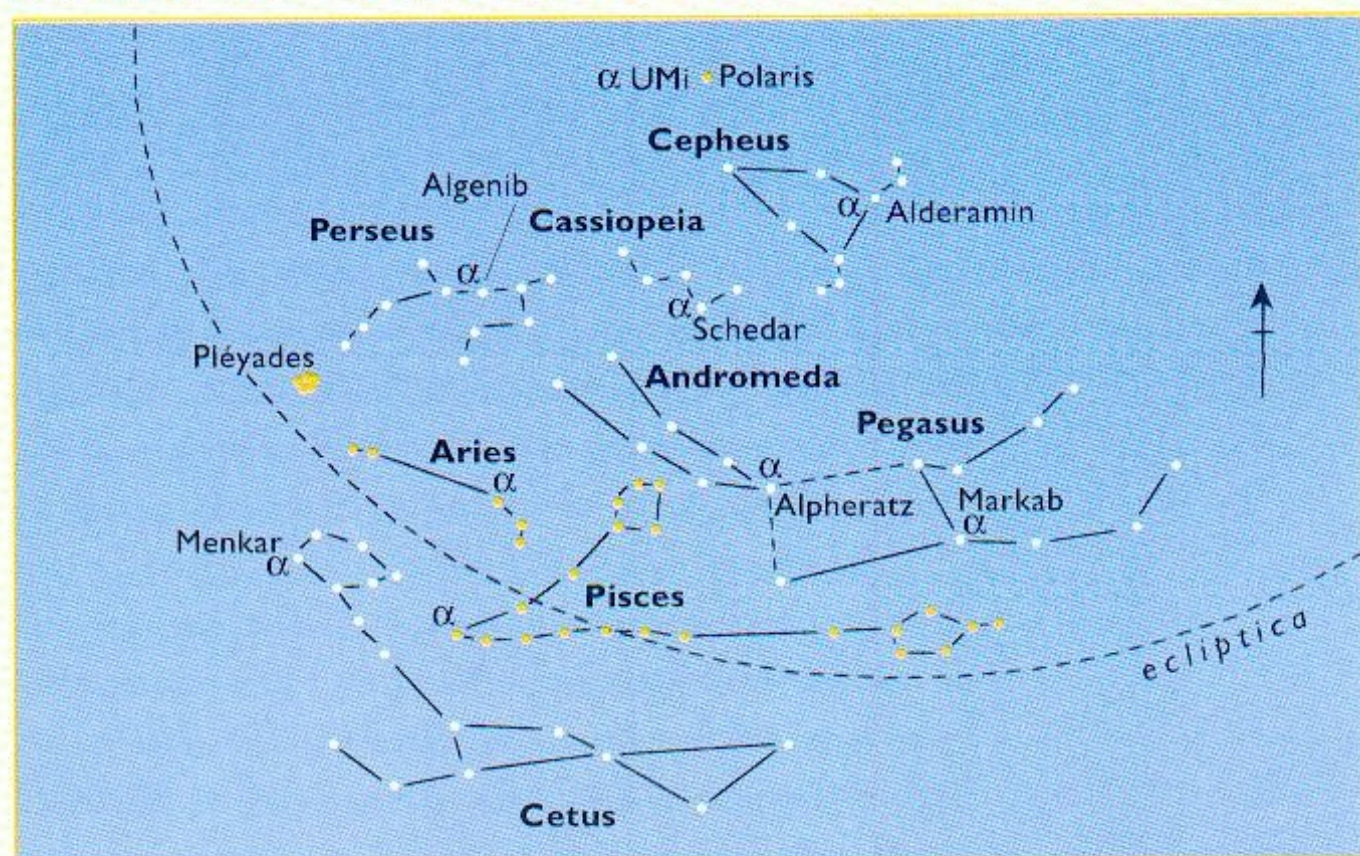 α UMi Polaris
Cepheus
Algenib
Perseus
Cassiopeia
α
Alderamin
α
α
Schedar
Pléyades
Andromeda
Pegasus
Aries
α
α
Alpheratz
Markab
α
Menkar
α
Pisces
α
ecliptica
Cetus